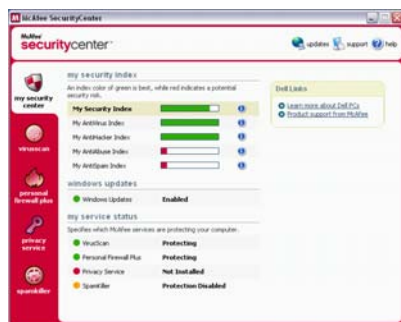 McAfee SecurityCenter
McAfee
securitycenter
updates
support
help
my security center
virusscan
personal firewall plus
privacy service
spamkiller
my security index
An index color of green is best, while red indicates a potential security risk.
My Security Index
My AntiVirus Index
My AntiHacker Index
My AntiAbuse Index
My AntiSpam Index
windows updates
Windows Updates Enabled
my service status
Specifies which McAfee services are protecting your computer.
VirusScan Protecting
Personal Firewall Plus Protecting
Privacy Service Not Installed
SpamKiller Protection Disabled
Dell Links
Learn more about Dell PCs
Product support from McAfee